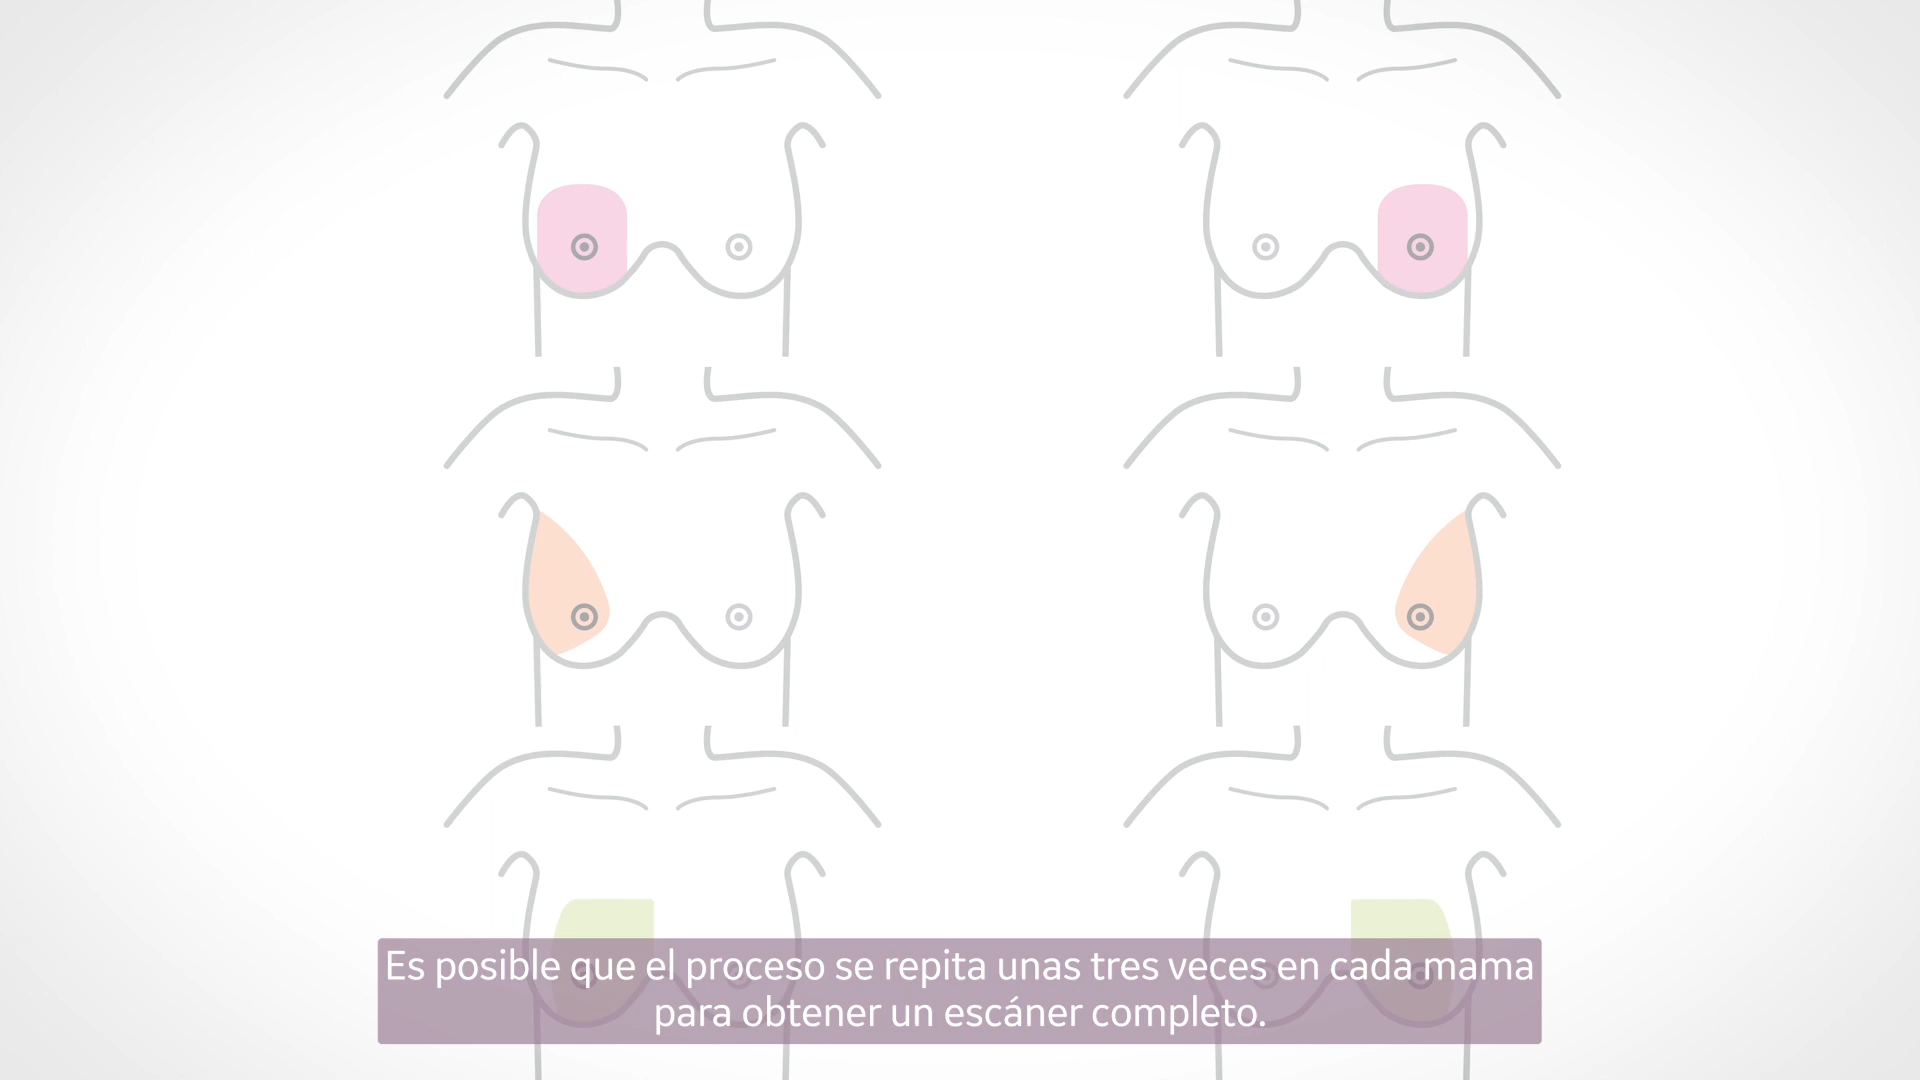 Es posible que el proceso se repita unas tres veces en cada mama
para obtener un escáner completo.